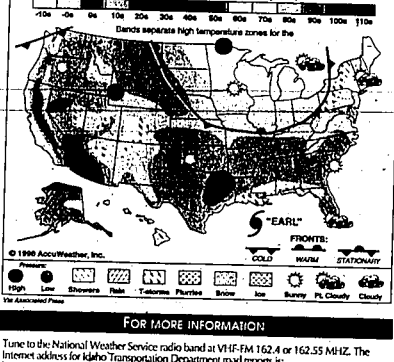 -10s -0s 0s 10s 20s 30s 40s 50s 60s 70s 80s 90s 100s 110s
Bands separate high temperature zones for the
"EARL"
FRONTS:
COLD WARM STATIONARY
© 1998 AccuWeather, Inc.
Pressure:
High Low Showers Rain T-storms Flurries Snow Ice Sunny Pt. Cloudy Cloudy
Via Associated Press
FOR MORE INFORMATION
Tune to the National Weather Service radio band at VHF-FM 162.4 or 162.55 MHZ. The
Internet address for Idaho Transportation Department road reports is: